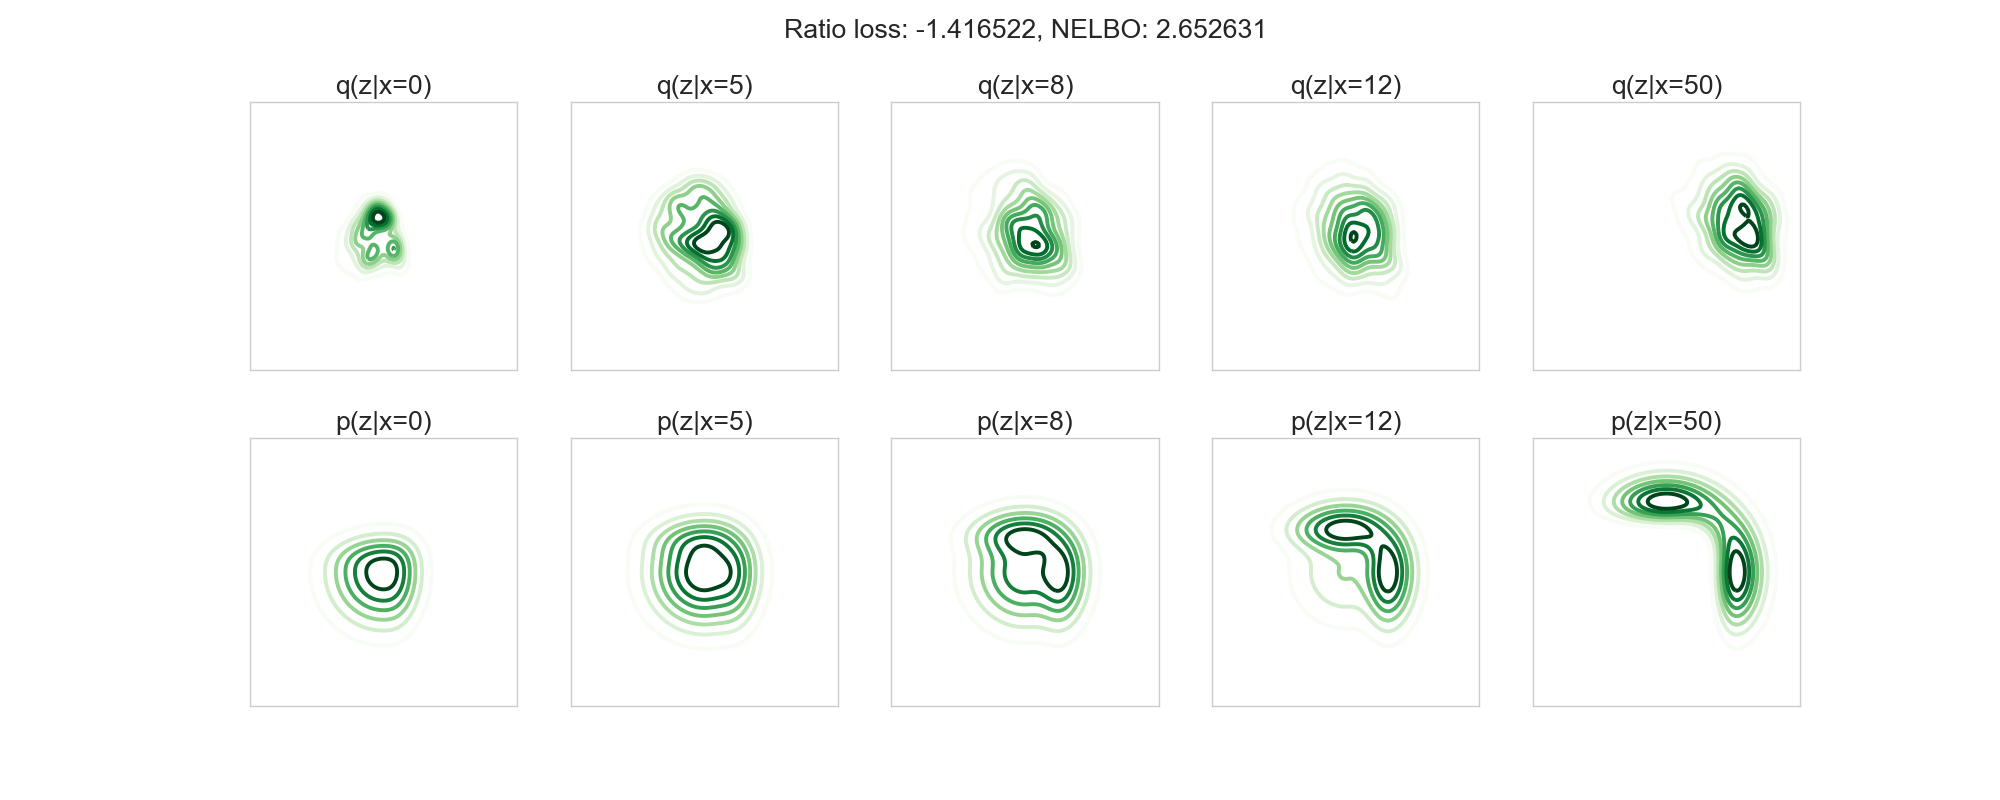 Ratio loss: -1.416522, NELBO: 2.652631
q(z|x=0) q(z|x=5) q(z|x=8) q(z|x=12) q(z|x=50)
p(z|x=0) p(z|x=5) p(z|x=8) p(z|x=12) p(z|x=50)